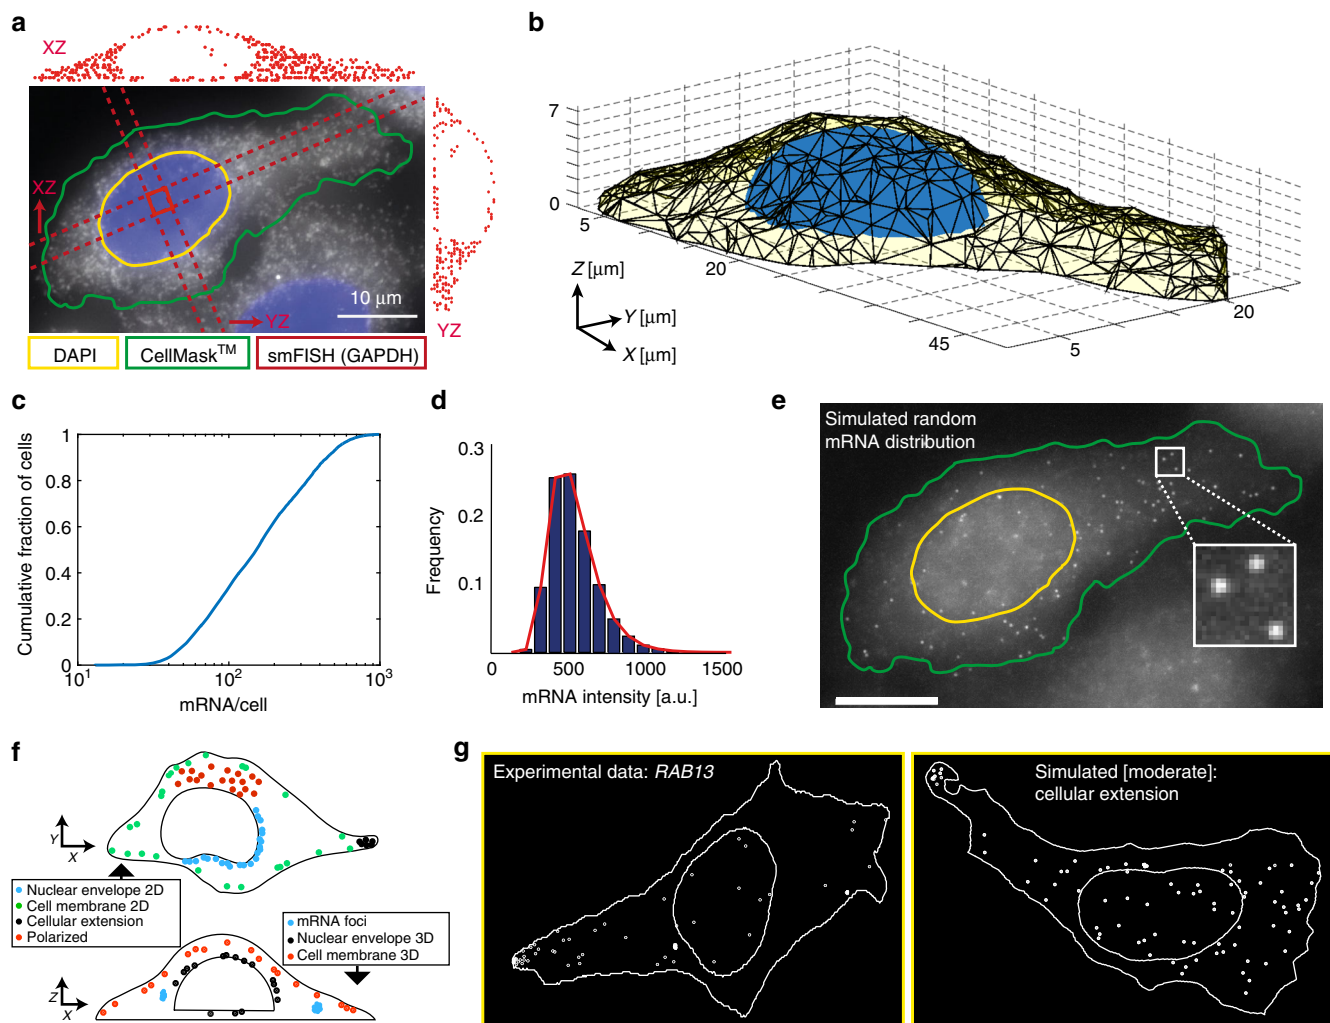 a
XZ
XZ
YZ
10 µm
YZ
DAPI
CellMask™
smFISH (GAPDH)
b
7
0
5
20
45
5
20
Z [µm]
Y [µm]
X [µm]
c
Cumulative fraction of cells
1
0.8
0.6
0.4
0.2
0
10¹
10²
10³
mRNA/cell
d
Frequency
0.3
0.2
0.1
0
500
1000
1500
mRNA intensity [a.u.]
e
Simulated random
mRNA distribution
f
Y
X
Nuclear envelope 2D
Cell membrane 2D
Cellular extension
Polarized
mRNA foci
Nuclear envelope 3D
Cell membrane 3D
Z
X
g
Experimental data: RAB13
Simulated [moderate]:
cellular extension